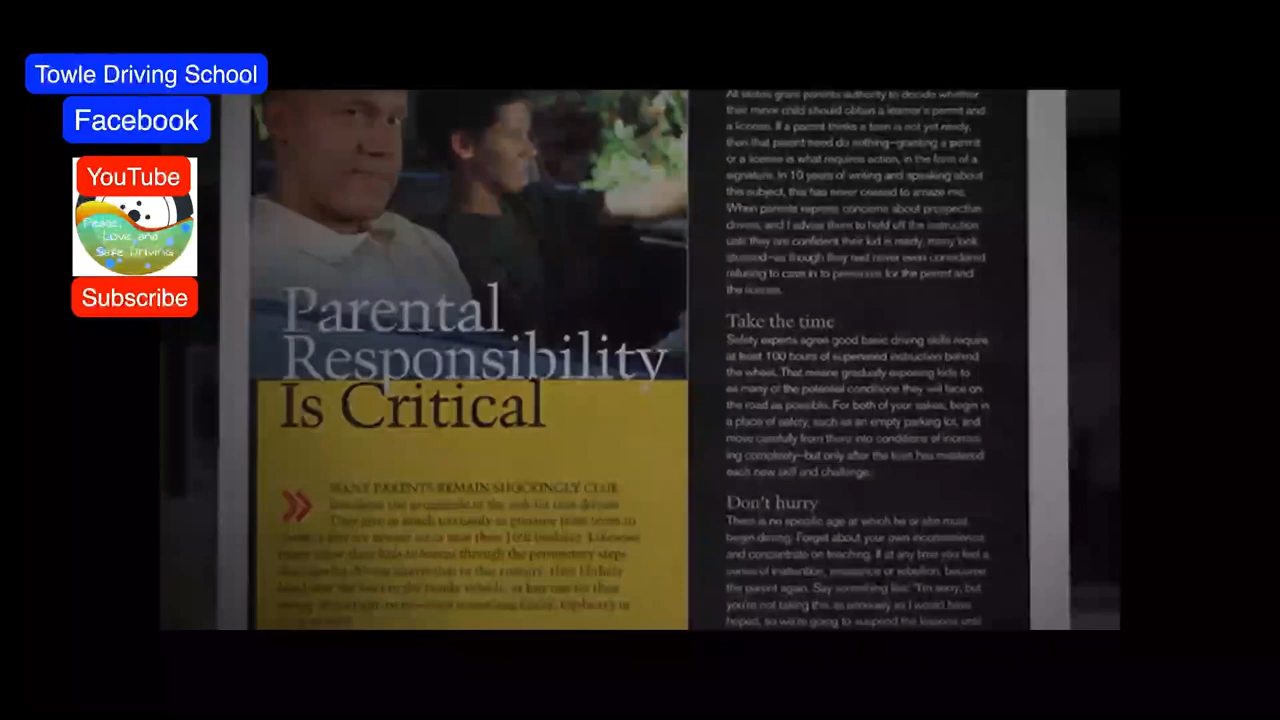 Towle Driving School
Facebook
YouTube
Peace,
Love and
Safe Driving
Subscribe
Parental
Responsibility
Is Critical
MANY PARENTS REMAIN SHOCKINGLY CLUE
All states grant parents authority to decide whether
their minor child should obtain a learner's permit and
a license. If a parent thinks a teen is not yet ready,
then that parent need do nothing—granting a permit
or a license is what requires action, in the form of a
signature. In 10 years of writing and speaking about
this subject, this has never ceased to amaze me.
When parents express concerns about prospective
drivers, and I advise them to hold off the instruction
until they are confident their kid is ready, many look
stunned—as though they had never even considered
refusing to cave in to pressures for the permit and
the license.
Take the time
Safety experts agree good basic driving skills require
at least 100 hours of supervised instruction behind
the wheel. That means gradually exposing kids to
as many of the potential conditions they will face on
the road as possible. For both of your sakes, begin in
a place of safety, such as an empty parking lot, and
move carefully from there into conditions of increas-
ing complexity—but only after the teen has mastered
each new skill and challenge.
Don't hurry
There is no specific age at which he or she must
begin driving. Forget about your own inconvenience
and concentrate on teaching. If at any time you feel a
sense of inattention, resistance or rebellion, become
the parent again. Say something like: "I'm sorry, but
you're not taking this as seriously as I would have
hoped, so we're going to suspend the lessons until